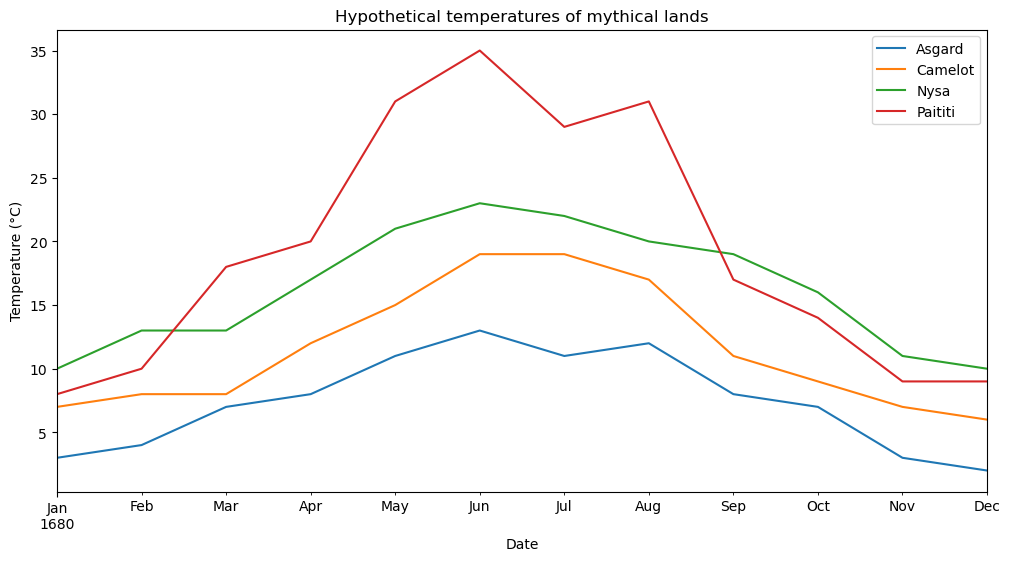 Hypothetical temperatures of mythical lands
Asgard
Camelot
Nysa
Paititi
Temperature (°C)
35
30
25
20
15
10
5
Jan Feb Mar Apr May Jun Jul Aug Sep Oct Nov Dec
1680
Date